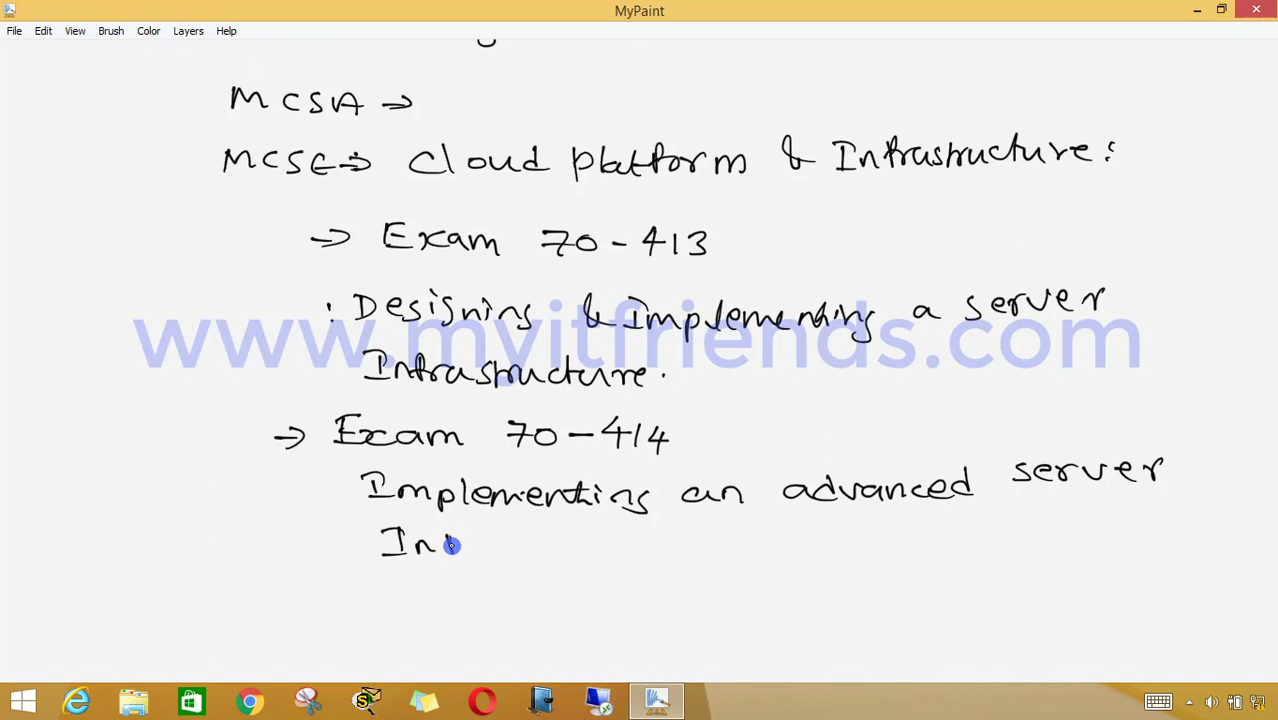 MyPaint
File Edit View Brush Color Layers Help
MCSA →
MCSE → Cloud Platform & Infrastructure:
→ Exam 70-413
: Designing & Implementing a server
www.myitfriends.com
Infrastructure.
→ Exam 70-414
Implementing an advanced server
In